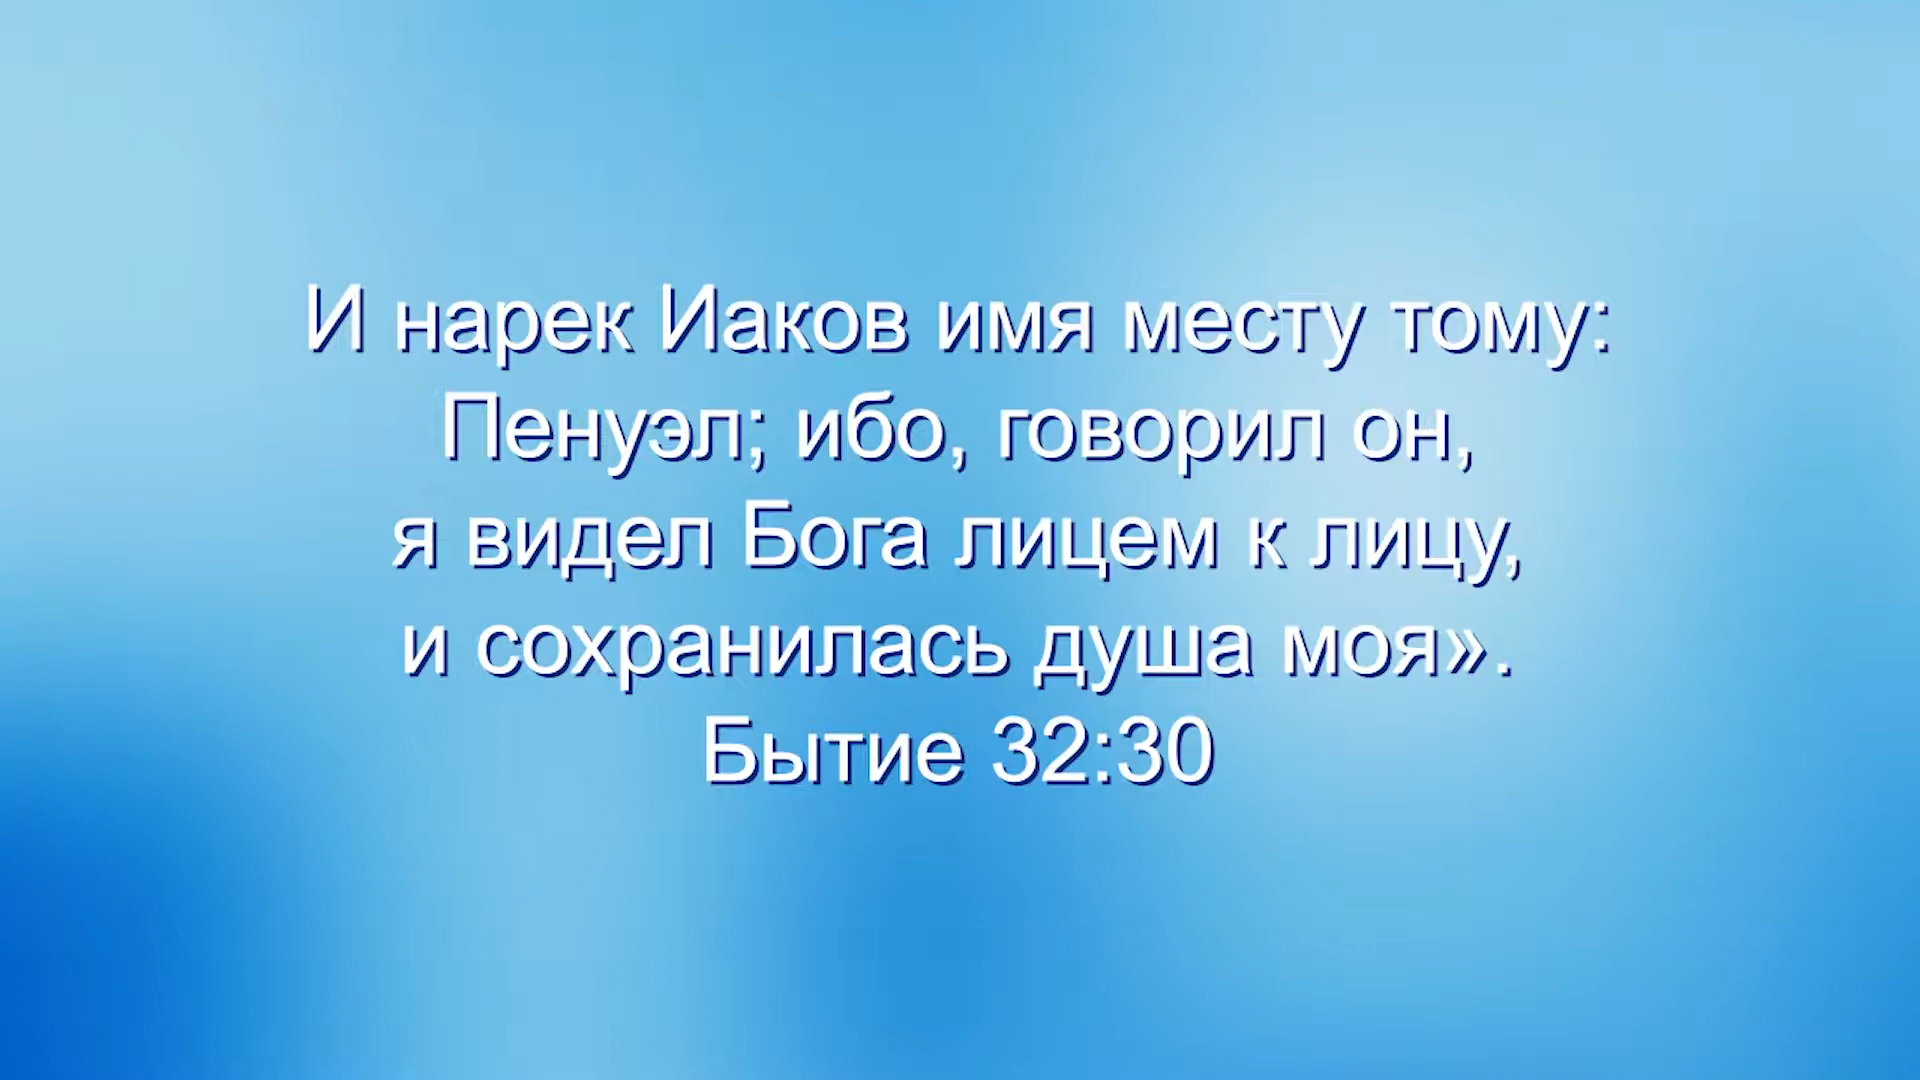 И нарек Иаков имя месту тому:
Пенуэл; ибо, говорил он,
я видел Бога лицем к лицу,
и сохранилась душа моя».
Бытие 32:30